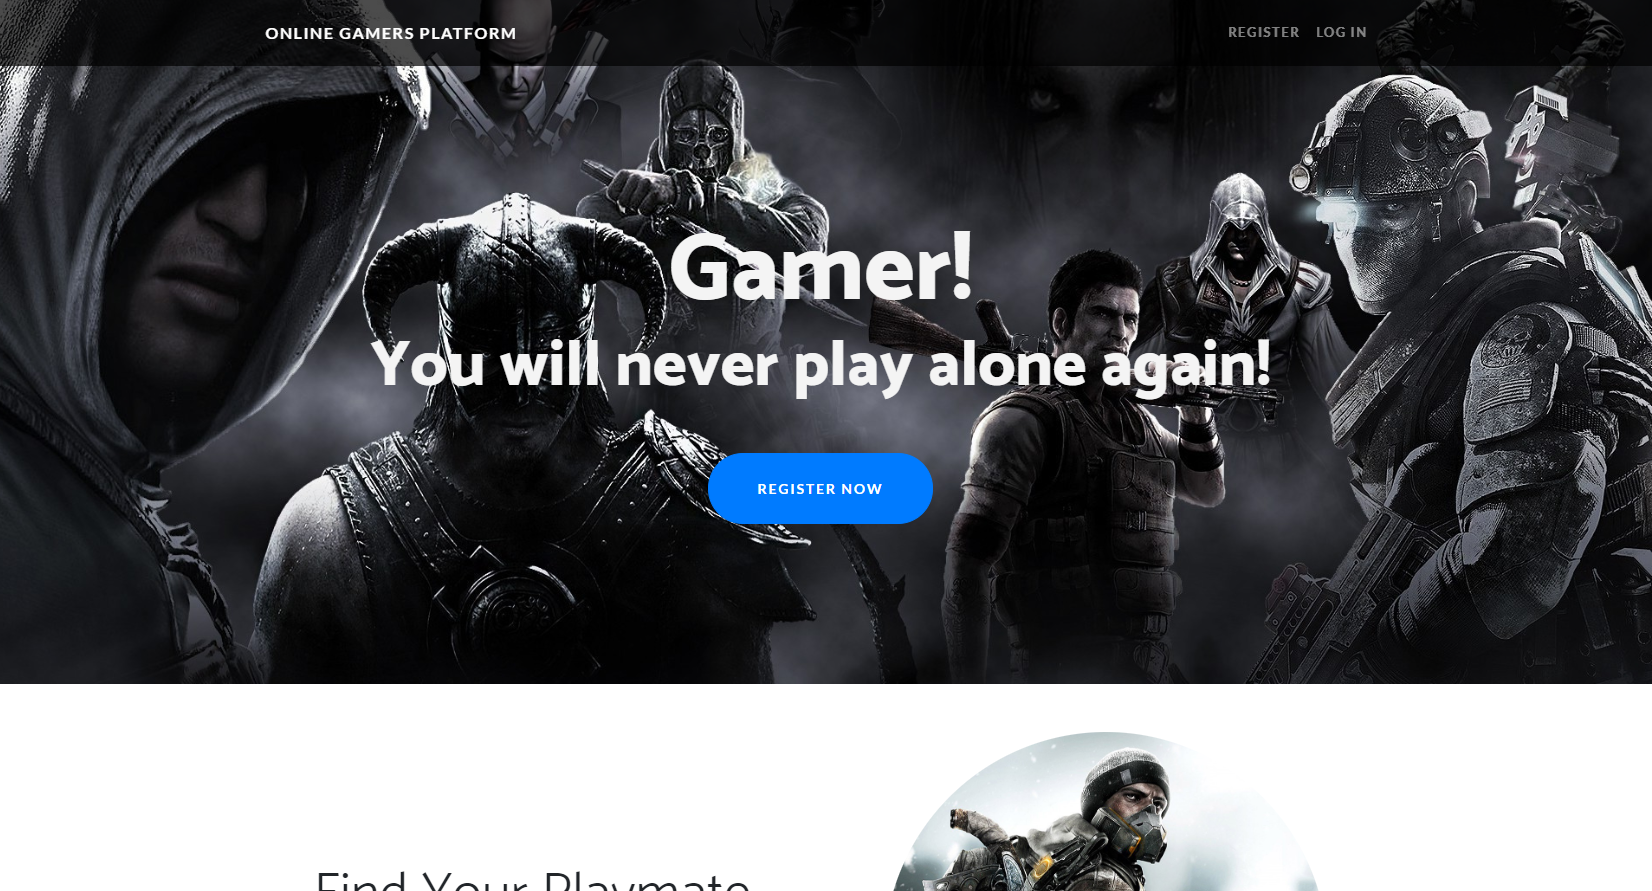 ONLINE GAMERS PLATFORM
REGISTER LOG IN
Gamer!
You will never play alone again!
REGISTER NOW
Find Your Playmate